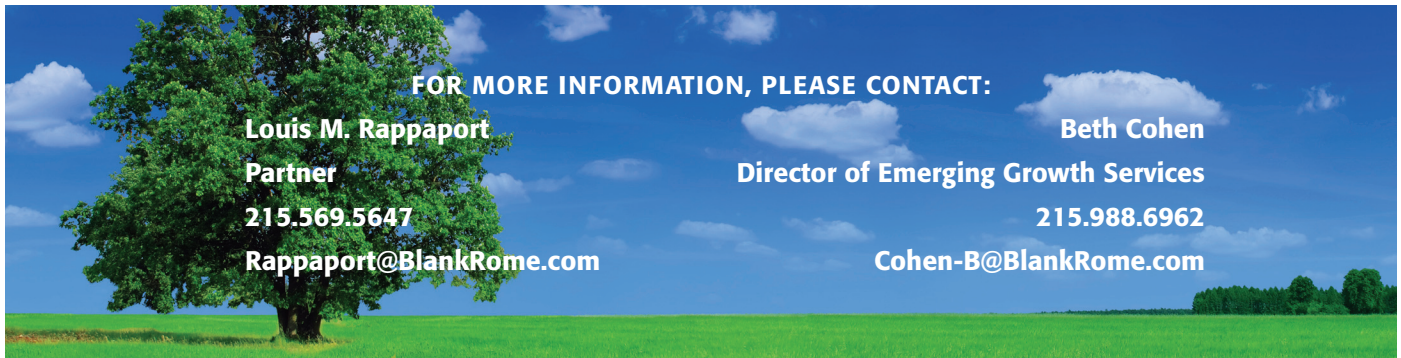 FOR MORE INFORMATION, PLEASE CONTACT:
Louis M. Rappaport
Partner
215.569.5647
Rappaport@BlankRome.com
Beth Cohen
Director of Emerging Growth Services
215.988.6962
Cohen-B@BlankRome.com